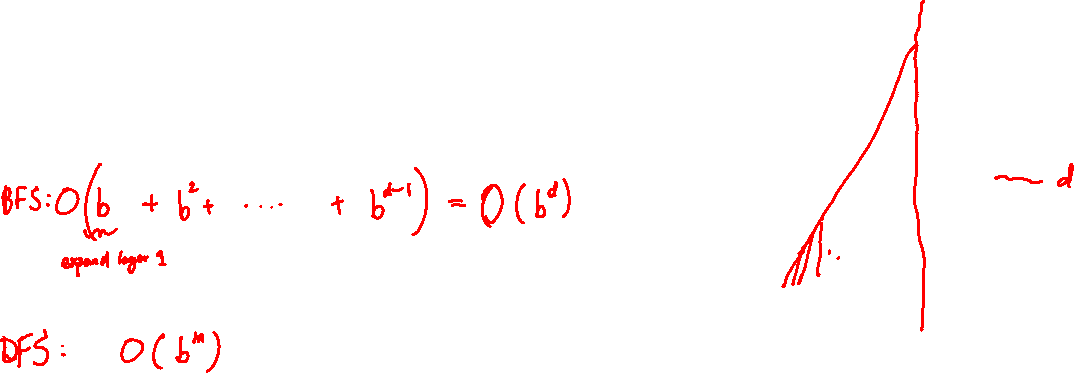 BFS: O(b + b² + .... + b^{d-1}) = O(b^d)
expand layer 1
d
DFS: O(b^m)